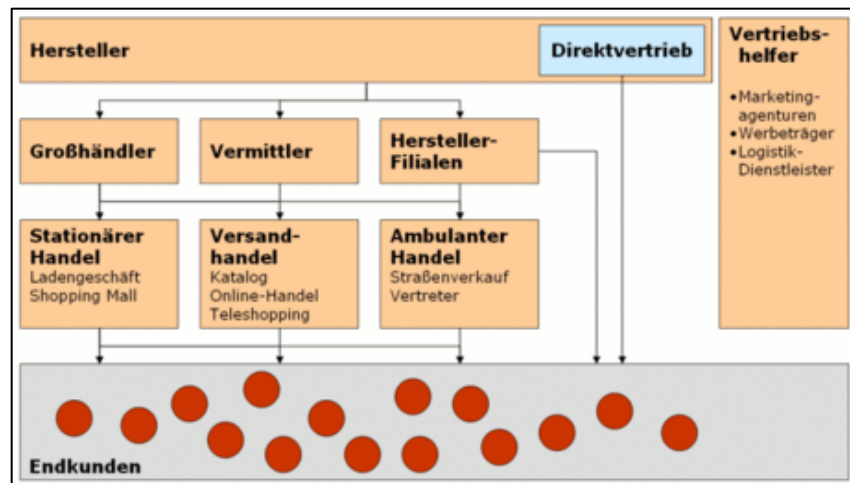 Hersteller
Direktvertrieb
Vertriebs-
helfer
•Marketing-
agenturen
•Werbeträger
•Logistik-
Dienstleister
Großhändler
Vermittler
Hersteller-
Filialen
Stationärer
Handel
Ladengeschäft
Shopping Mall
Versand-
handel
Katalog
Online-Handel
Teleshopping
Ambulanter
Handel
Straßenverkauf
Vertreter
Endkunden